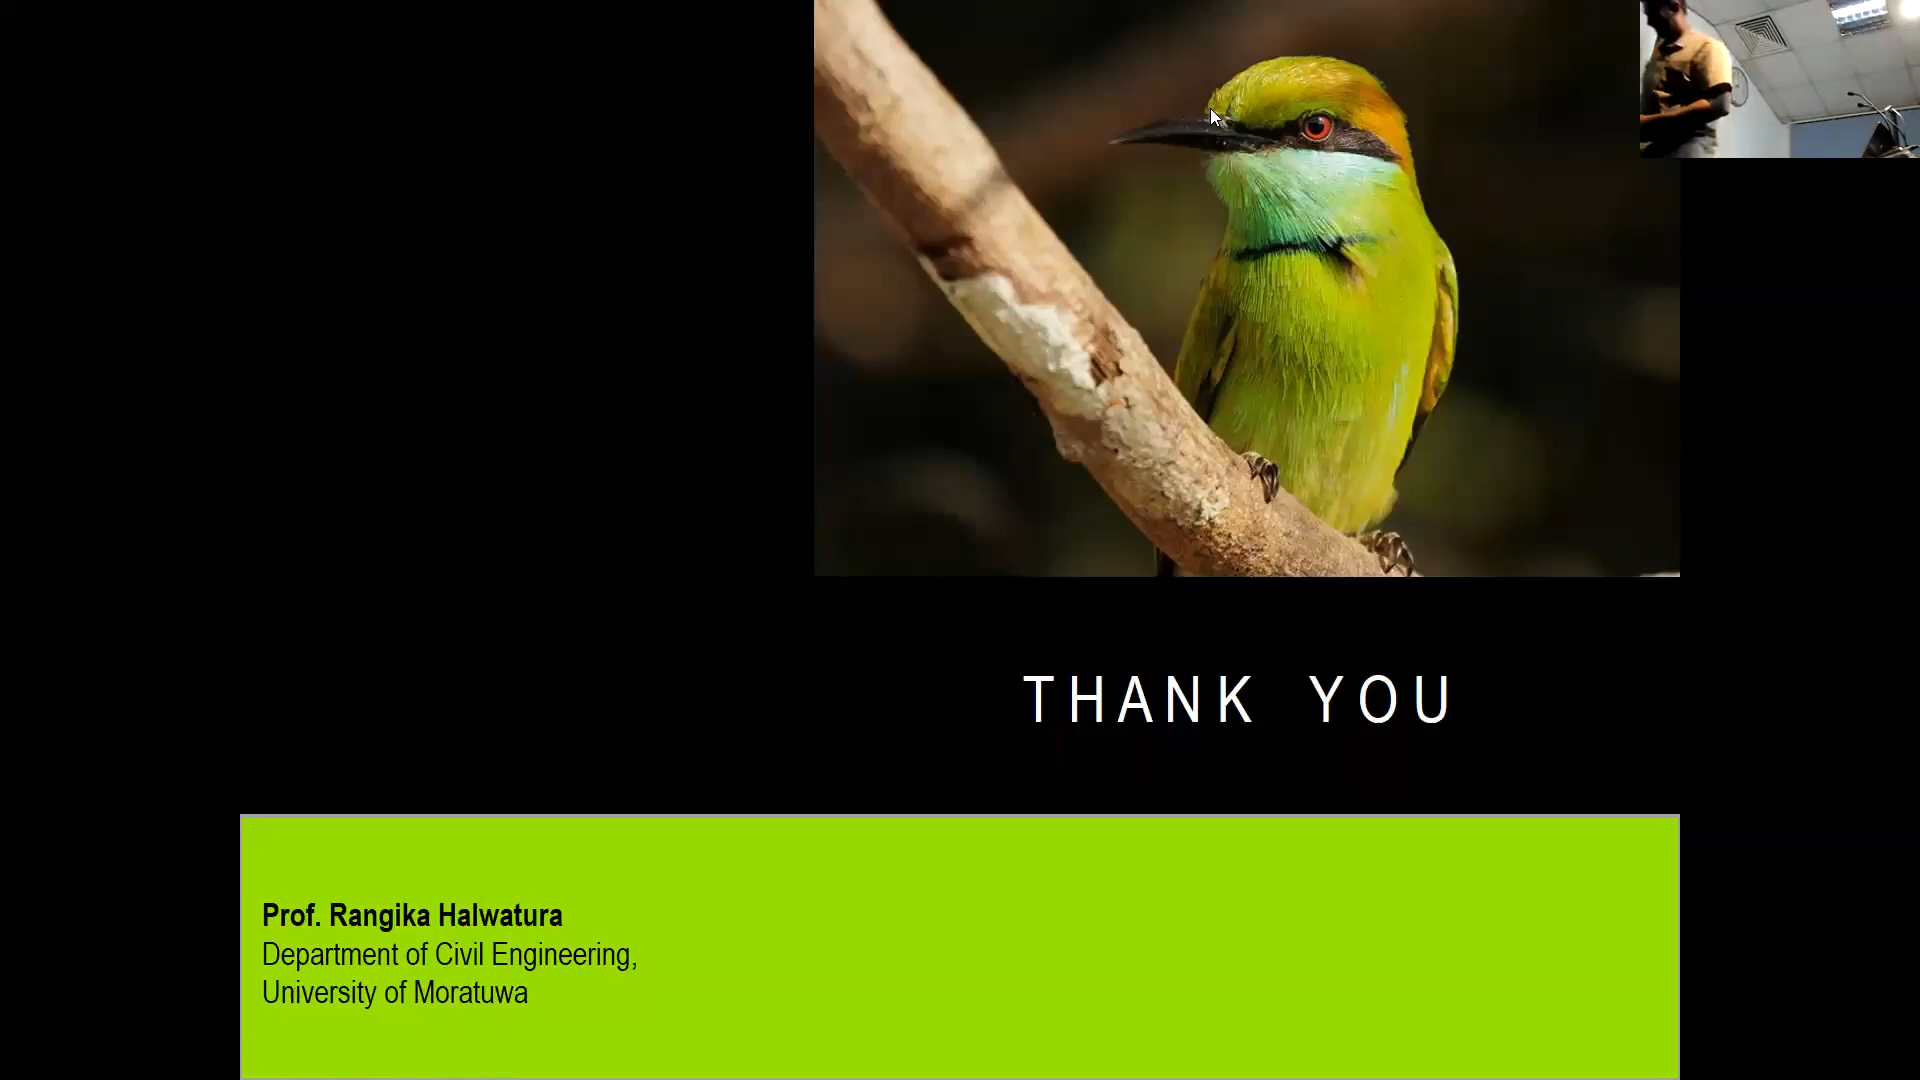 THANK YOU
Prof. Rangika Halwatura
Department of Civil Engineering,
University of Moratuwa